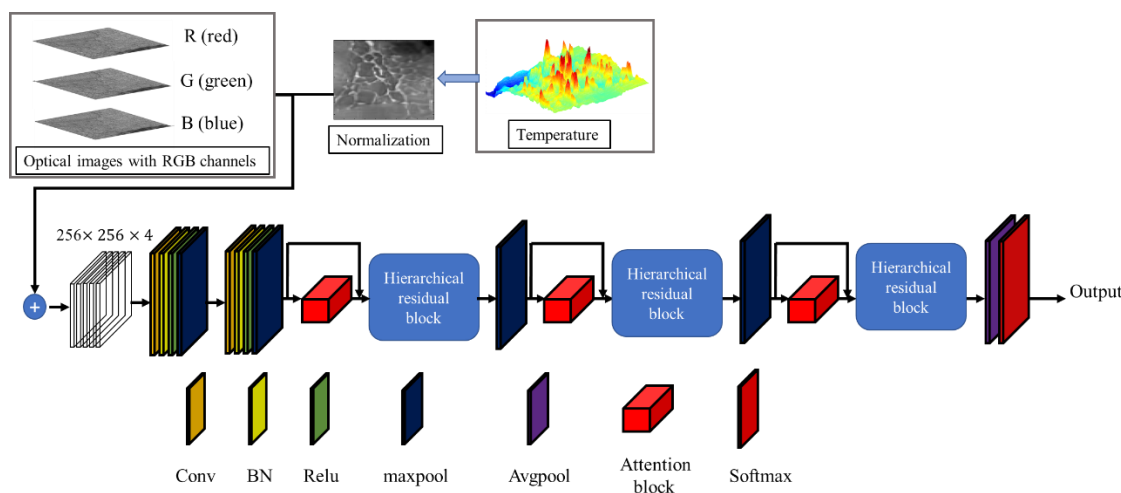 R (red)
G (green)
B (blue)
Optical images with RGB channels
Normalization
Temperature
256× 256 × 4
+
Hierarchical
residual
block
Hierarchical
residual
block
Hierarchical
residual
block
Output
Conv
BN
Relu
maxpool
Avgpool
Attention
block
Softmax